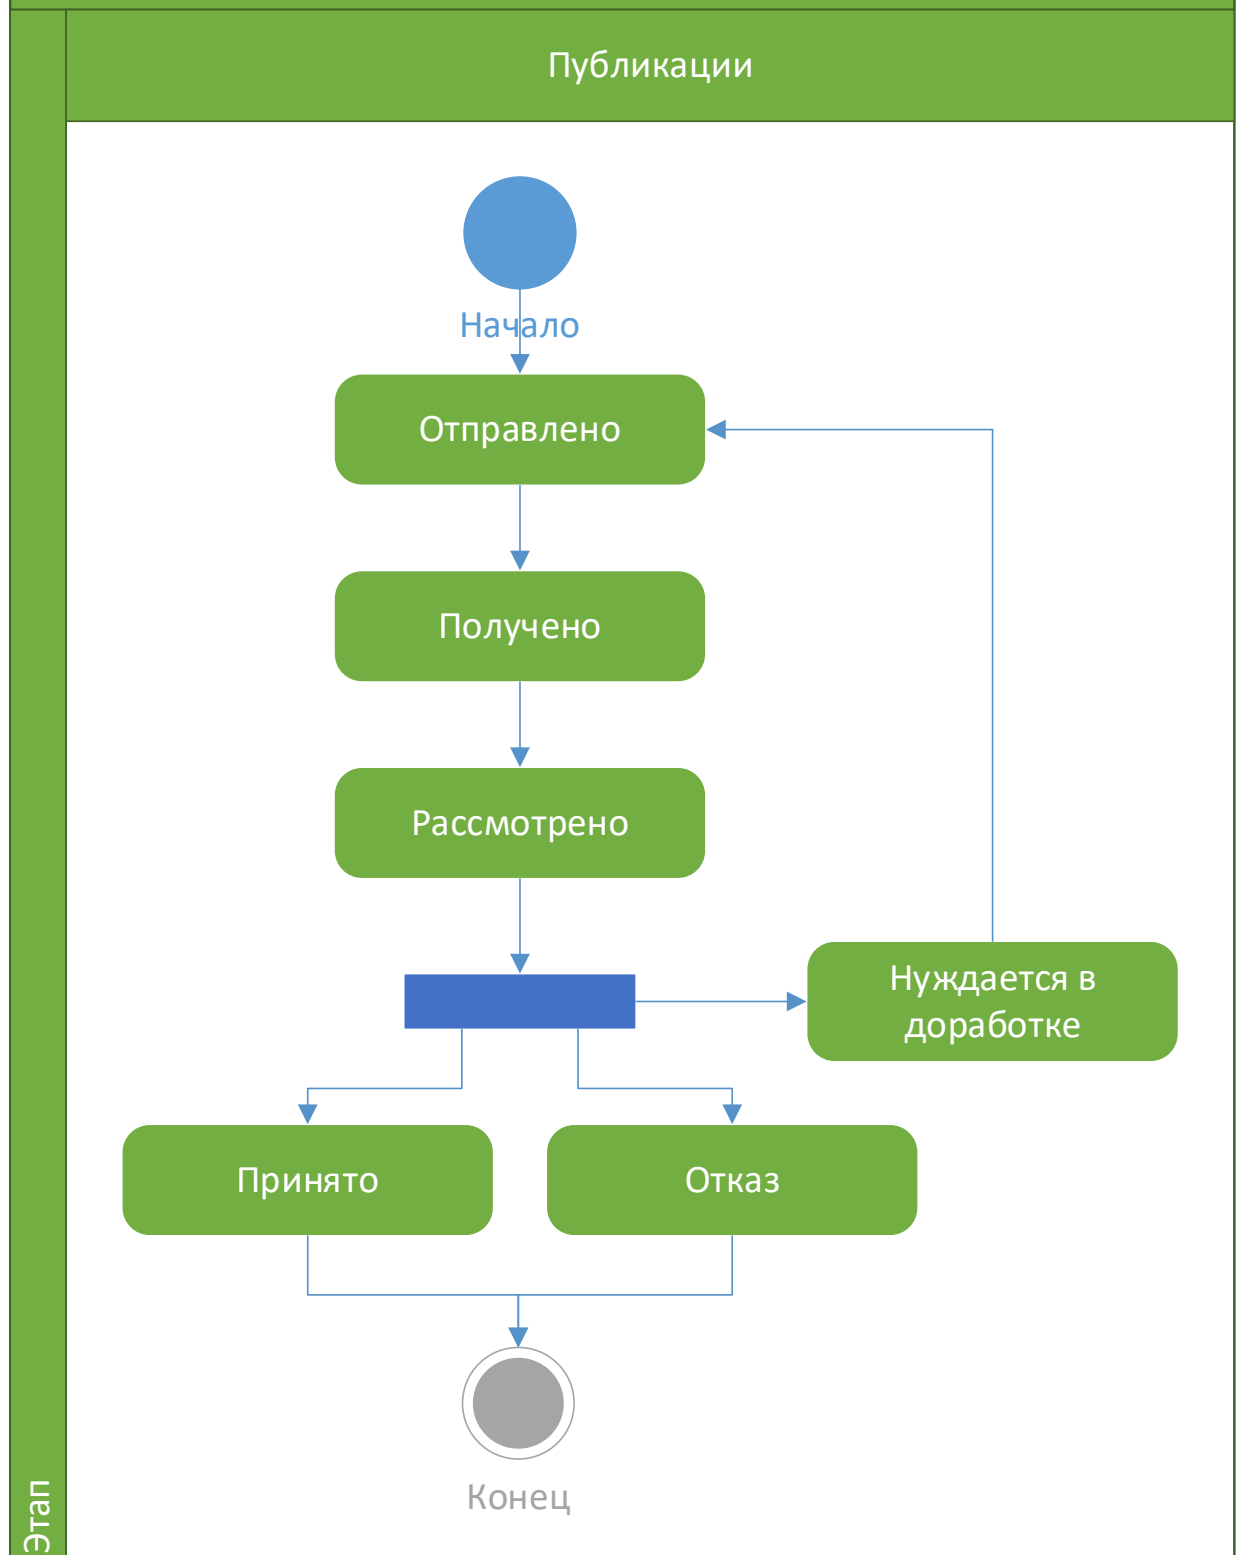 Публикации
Начало
Отправлено
Получено
Рассмотрено
Нуждается в
доработке
Принято
Отказ
Конец
Этап